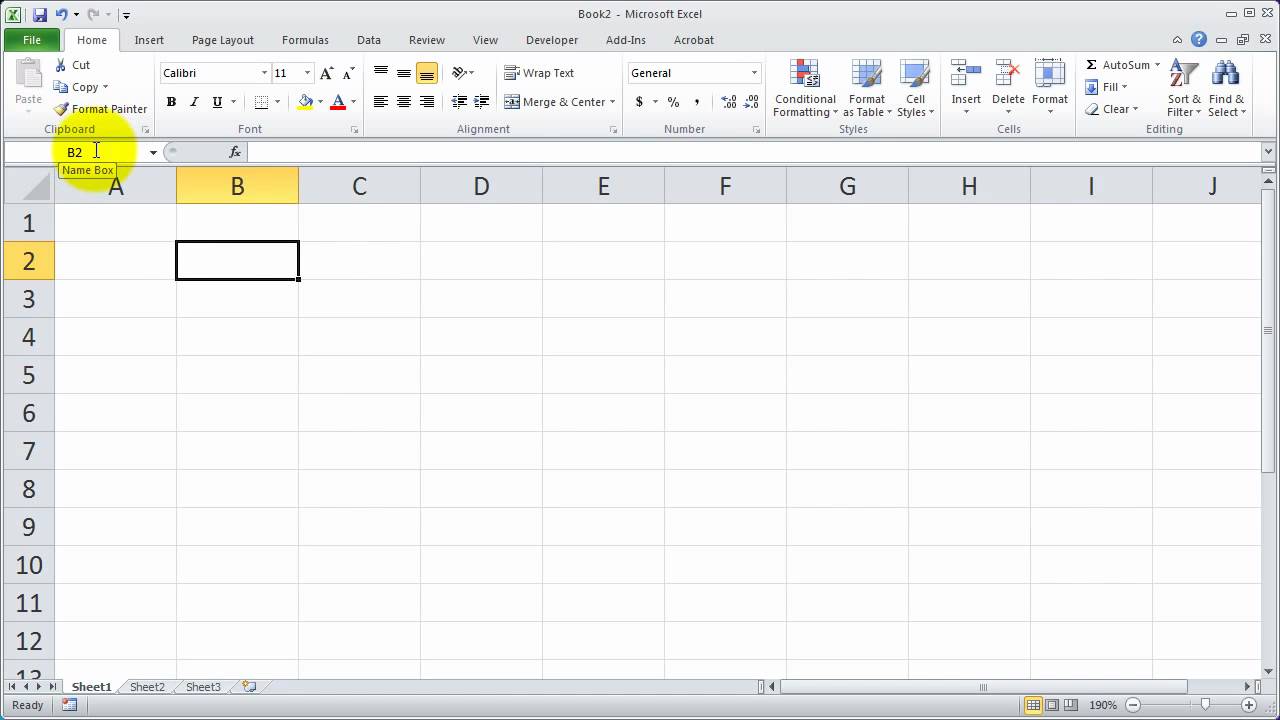 Book2 - Microsoft Excel
File Home Insert Page Layout Formulas Data Review View Developer Add-Ins Acrobat
Paste
Cut
Copy
Format Painter
Clipboard
Calibri 11
B I U
Font
Wrap Text
Merge & Center
Alignment
General
$ % ,
Number
Conditional Formatting
Format as Table
Cell Styles
Styles
Insert
Delete
Format
Cells
AutoSum
Fill
Clear
Sort & Filter
Find & Select
Editing
B2 fx
Name Box
A B C D E F G H I J
1
2
3
4
5
6
7
8
9
10
11
12
13
Sheet1 Sheet2 Sheet3
Ready 190%